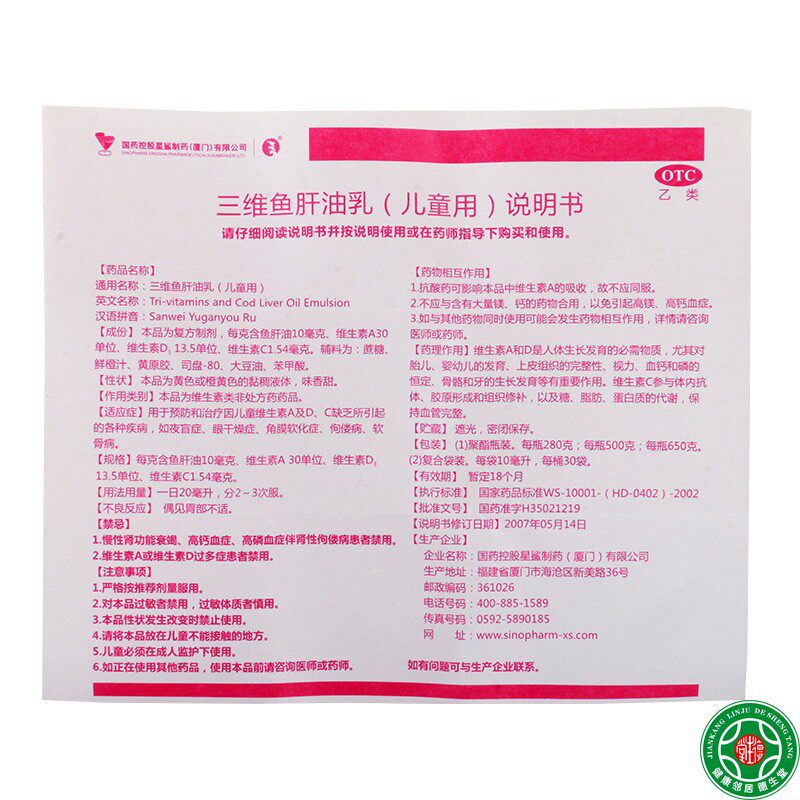 国药控股星鲨制药(厦门)有限公司
OTC
乙类
三维鱼肝油乳（儿童用）说明书
请仔细阅读说明书并按说明使用或在药师指导下购买和使用。
【药品名称】
通用名称：三维鱼肝油乳（儿童用）
英文名称：Tri-vitamins and Cod Liver Oil Emulsion
汉语拼音：Sanwei Yuganyou Ru
【成份】 本品为复方制剂，每克含鱼肝油10毫克、维生素A30
单位、维生素D₃ 13.5单位、维生素C1.54毫克。辅料为：蔗糖、
鲜橙汁、黄原胶、司盘-80、大豆油、苯甲酸。
【性状】 本品为黄色或橙黄色的黏稠液体，味香甜。
【作用类别】 本品为维生素类非处方药药品。
【适应症】 用于预防和治疗因儿童维生素A及D、C缺乏所引起
的各种疾病，如夜盲症、眼干燥症、角膜软化症、佝偻病、软
骨病。
【规格】 每克含鱼肝油10毫克、维生素A 30单位、维生素D₃
13.5单位、维生素C1.54毫克。
【用法用量】 一日20毫升，分2～3次服。
【不良反应】 偶见胃部不适。
【禁忌】
1.慢性肾功能衰竭、高钙血症、高磷血症伴肾性佝偻病患者禁用。
2.维生素A或维生素D过多症患者禁用。
【注意事项】
1.严格按推荐剂量服用。
2.对本品过敏者禁用，过敏体质者慎用。
3.本品性状发生改变时禁止使用。
4.请将本品放在儿童不能接触的地方。
5.儿童必须在成人监护下使用。
6.如正在使用其他药品，使用本品前请咨询医师或药师。
【药物相互作用】
1.抗酸药可影响本品中维生素A的吸收，故不应同服。
2.不应与含有大量镁、钙的药物合用，以免引起高镁、高钙血症。
3.如与其他药物同时使用可能会发生药物相互作用，详情请咨询
医师或药师。
【药理作用】 维生素A和D是人体生长发育的必需物质，尤其对
胎儿、婴幼儿的发育、上皮组织的完整性、视力、血钙和磷的
恒定、骨骼和牙的生长发育等有重要作用。维生素C参与体内抗
体、胶原形成和组织修补，以及糖、脂肪、蛋白质的代谢，保
持血管完整。
【贮藏】 遮光，密闭保存。
【包装】 (1)聚酯瓶装。每瓶280克；每瓶500克；每瓶650克。
(2)复合袋装。每袋10毫升，每桶30袋。
【有效期】 暂定18个月
【执行标准】 国家药品标准WS-10001-（HD-0402）-2002
【批准文号】 国药准字H35021219
【说明书修订日期】2007年05月14日
【生产企业】
企业名称：国药控股星鲨制药（厦门）有限公司
生产地址：福建省厦门市海沧区新美路36号
邮政编码：361026
电话号码：400-885-1589
传真号码：0592-5890185
网 址：www.sinopharm-xs.com
如有问题可与生产企业联系。
JIANKANG LINJU DE SHENG TANG
健康邻居德生堂